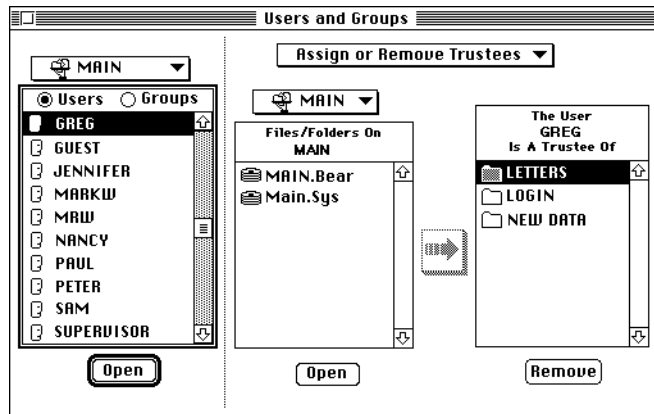 Users and Groups
MAIN
Users Groups
GREG
GUEST
JENNIFER
MARKW
MRW
NANCY
PAUL
PETER
SAM
SUPERVISOR
Open
Assign or Remove Trustees
MAIN
Files/Folders On
MAIN
MAIN.Bear
Main.Sys
Open
The User
GREG
Is A Trustee Of
LETTERS
LOGIN
NEW DATA
Remove